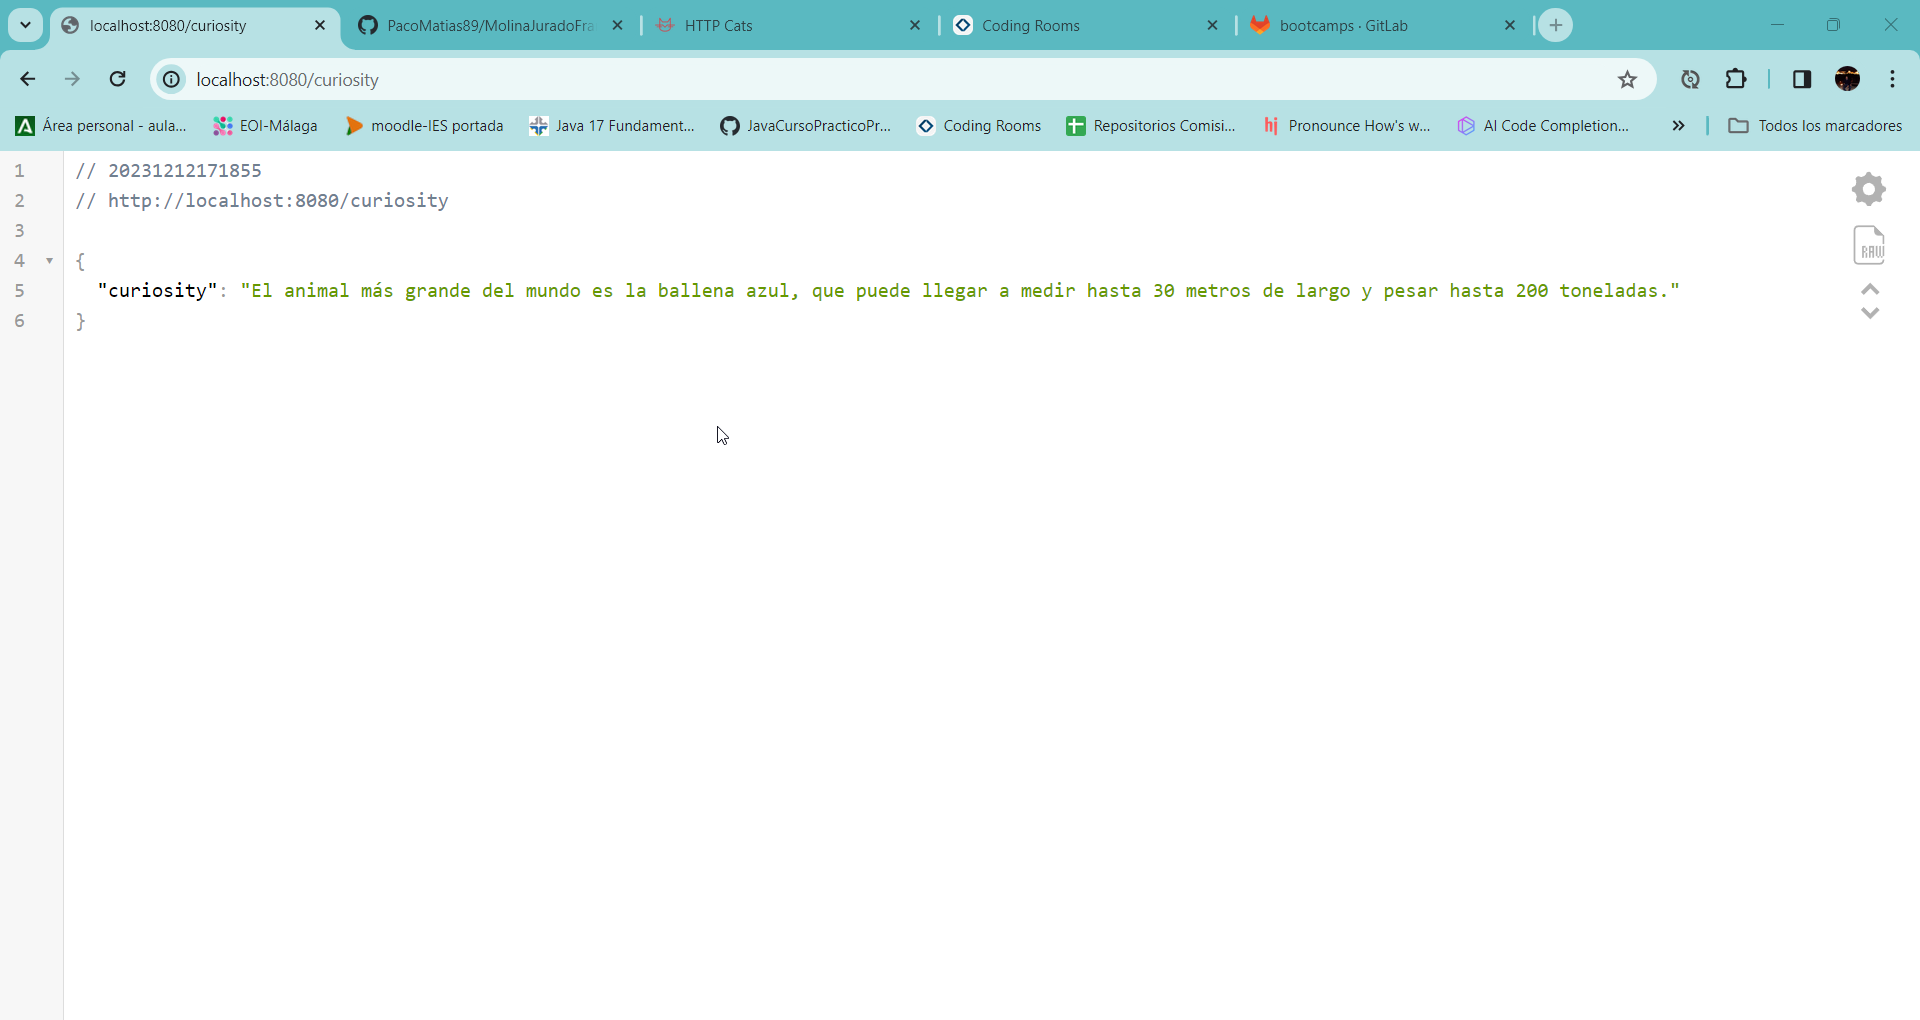 localhost:8080/curiosity
PacoMatias89/MolinaJuradoFra
HTTP Cats
Coding Rooms
bootcamps · GitLab
localhost:8080/curiosity
Área personal - aula...
EOI-Málaga
moodle-IES portada
Java 17 Fundament...
JavaCursoPracticoPr...
Coding Rooms
Repositorios Comisi...
hj Pronounce How's w...
AI Code Completion...
Todos los marcadores
1 // 20231212171855
2 // http://localhost:8080/curiosity
3
4 {
5 "curiosity": "El animal más grande del mundo es la ballena azul, que puede llegar a medir hasta 30 metros de largo y pesar hasta 200 toneladas."
6 }
RAW